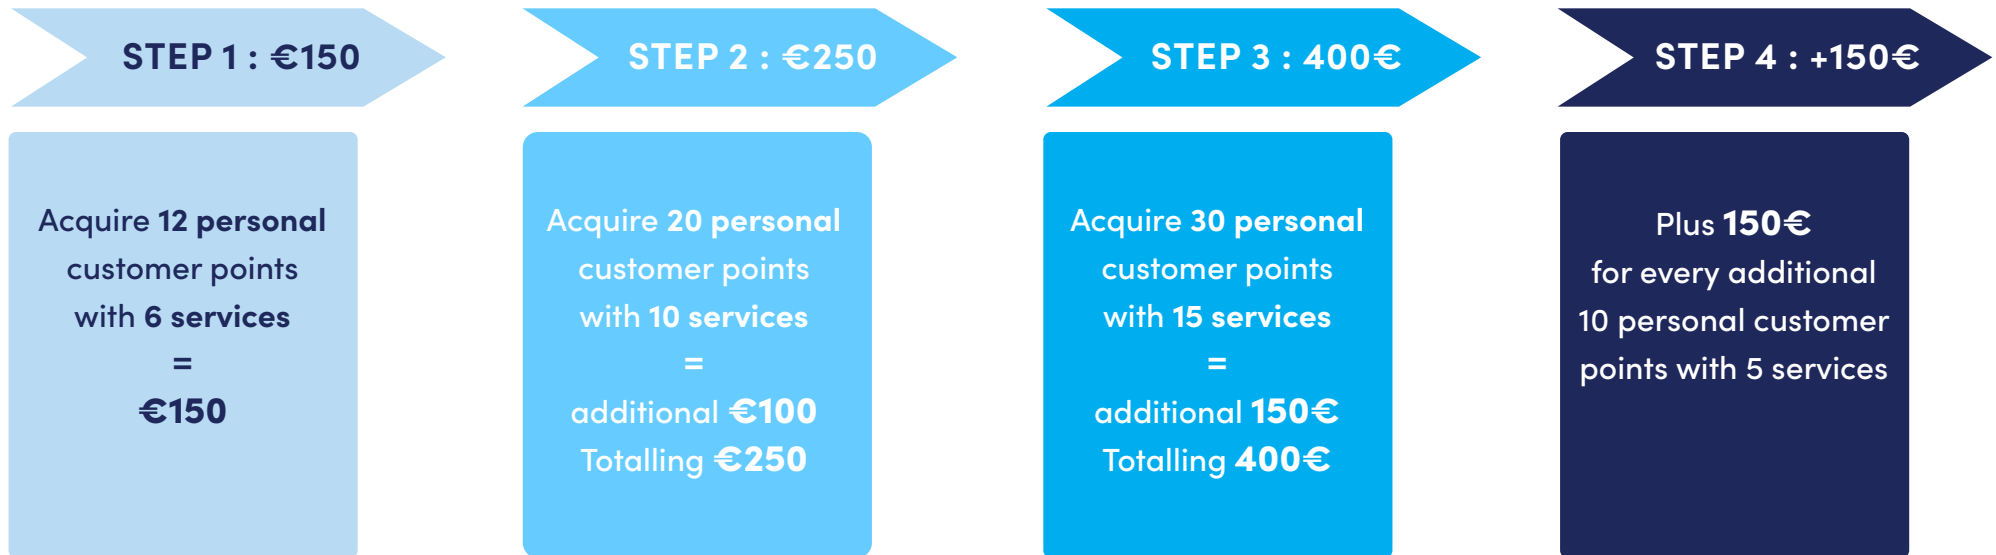 STEP 1 : €150
Acquire 12 personal
customer points
with 6 services
=
€150
STEP 2 : €250
Acquire 20 personal
customer points
with 10 services
=
additional €100
Totalling €250
STEP 3 : 400€
Acquire 30 personal
customer points
with 15 services
=
additional 150€
Totalling 400€
STEP 4 : +150€
Plus 150€
for every additional
10 personal customer
points with 5 services